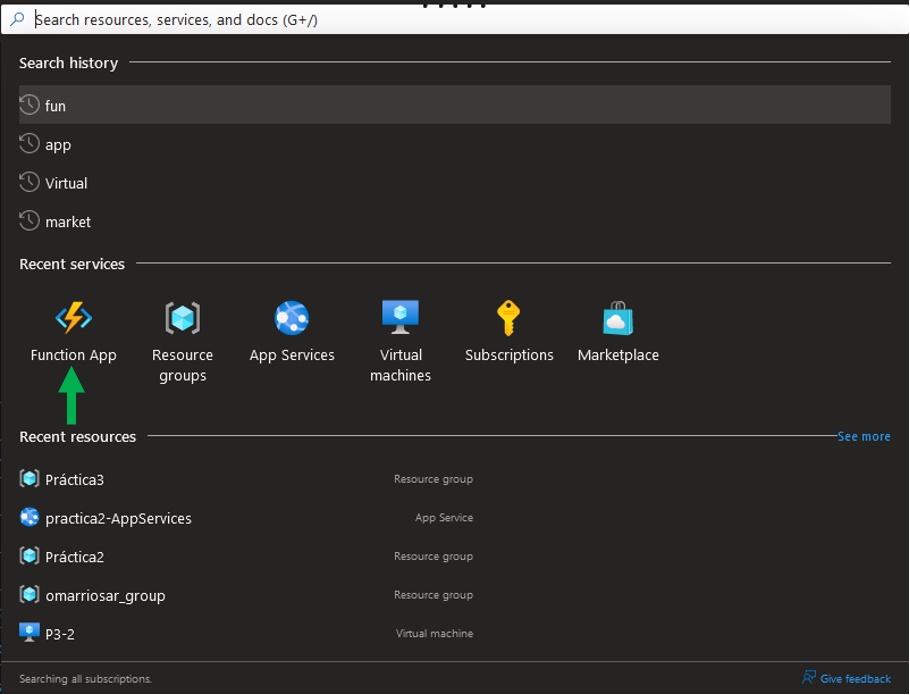 Search resources, services, and docs (G+/)
Search history
fun
app
Virtual
market
Recent services
Function App
Resource
groups
App Services
Virtual
machines
Subscriptions
Marketplace
Recent resources
See more
Práctica3 Resource group
practica2-AppServices App Service
Práctica2 Resource group
omarriosar_group Resource group
P3-2 Virtual machine
Searching all subscriptions.
Give feedback